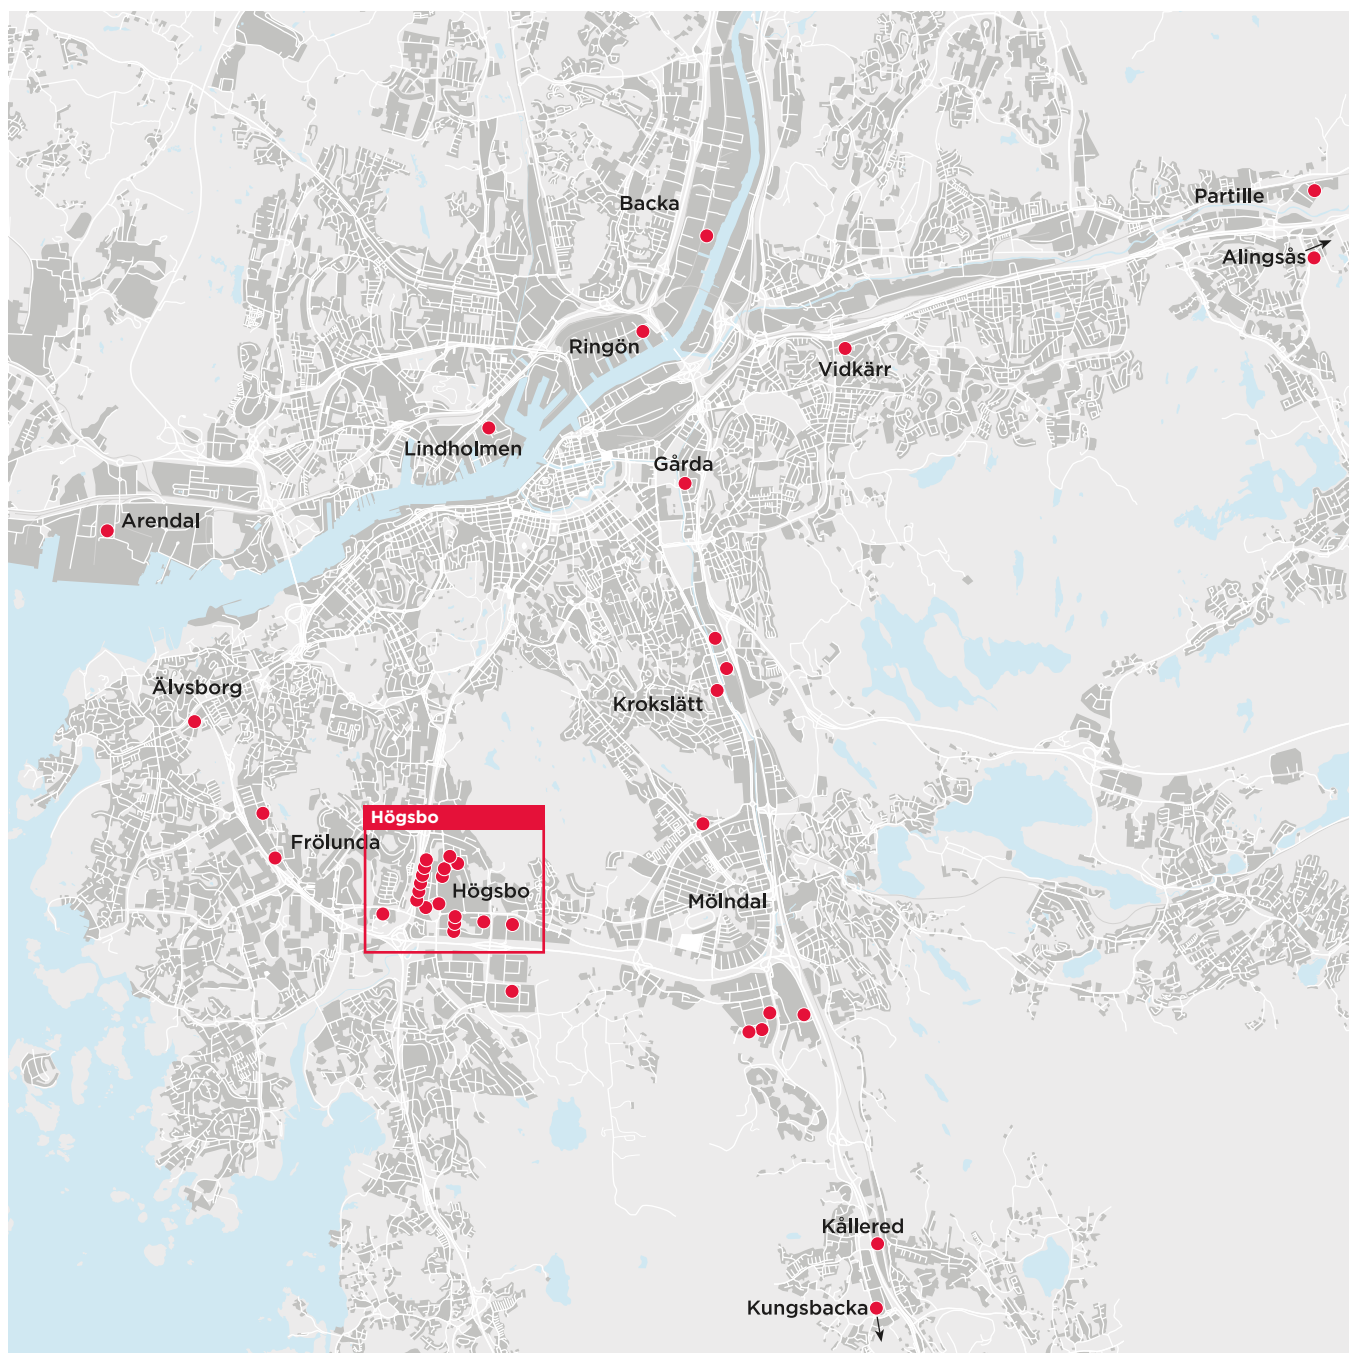 Partille
Backa
Alingsås
Ringön
Vidkärr
Lindholmen
Gårda
Arendal
Älvsborg
Krokslätt
Högsbo
Frölunda
Högsbo
Mölndal
Kållered
Kungsbacka